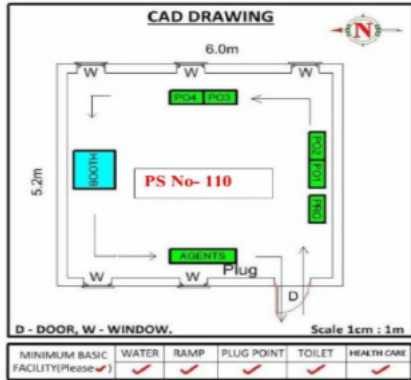 CAD DRAWING
N
6.0m
W W W
PO4 PO3
5.2m
BOOTH
PO2
PO1
PS No- 110
PRO
AGENTS
Plug
W W
D
D - DOOR, W - WINDOW. Scale 1cm : 1m
MINIMUM BASIC FACILITY(Please ✓) WATER RAMP PLUG POINT TOILET HEALTH CARE
✓ ✓ ✓ ✓ ✓